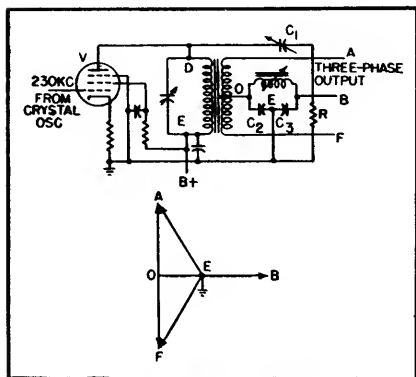 V
D
C1
A
THREE-PHASE
OUTPUT
230KC
FROM
CRYSTAL
OSC
O
E
B
C2
C3
R
E
F
B+
A
O
E
B
F